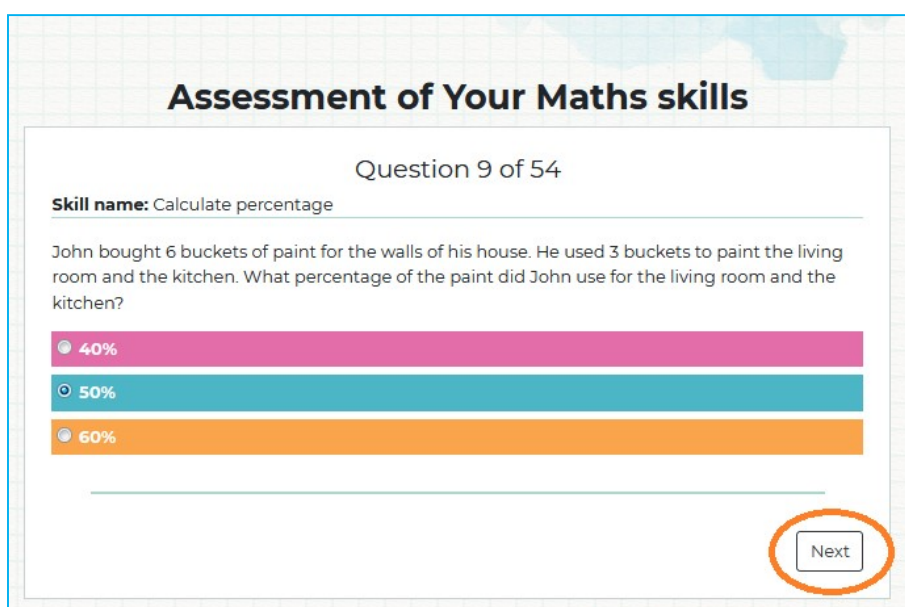 Assessment of Your Maths skills
Question 9 of 54
Skill name: Calculate percentage
John bought 6 buckets of paint for the walls of his house. He used 3 buckets to paint the living
room and the kitchen. What percentage of the paint did John use for the living room and the
kitchen?
40%
50%
60%
Next